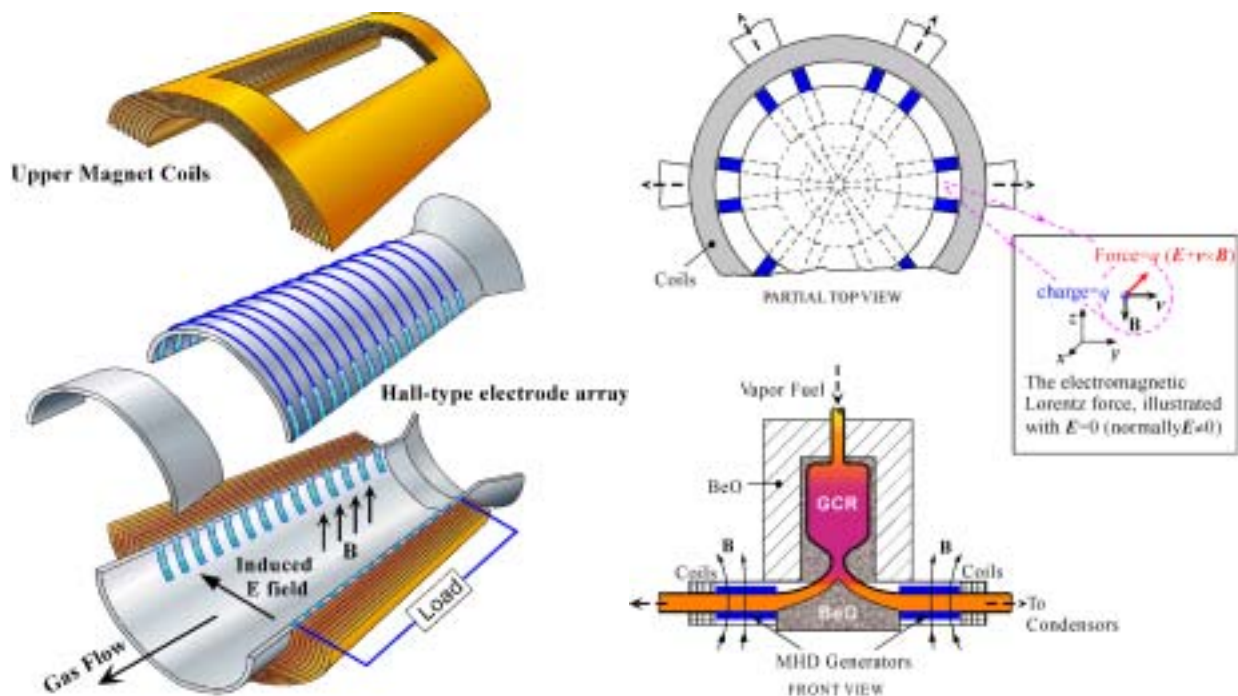 Upper Magnet Coils
Hall-type electrode array
B
Induced
E field
Load
Gas Flow
Coils
PARTIAL TOP VIEW
Force=q (E+v×B)
charge=q
v
B
z
x
y
The electromagnetic
Lorentz force, illustrated
with E=0 (normallyE≠0)
Vapor Fuel
BeO
GCR
B
B
Coils
Coils
BeO
To
Condensors
MHD Generators
FRONT VIEW